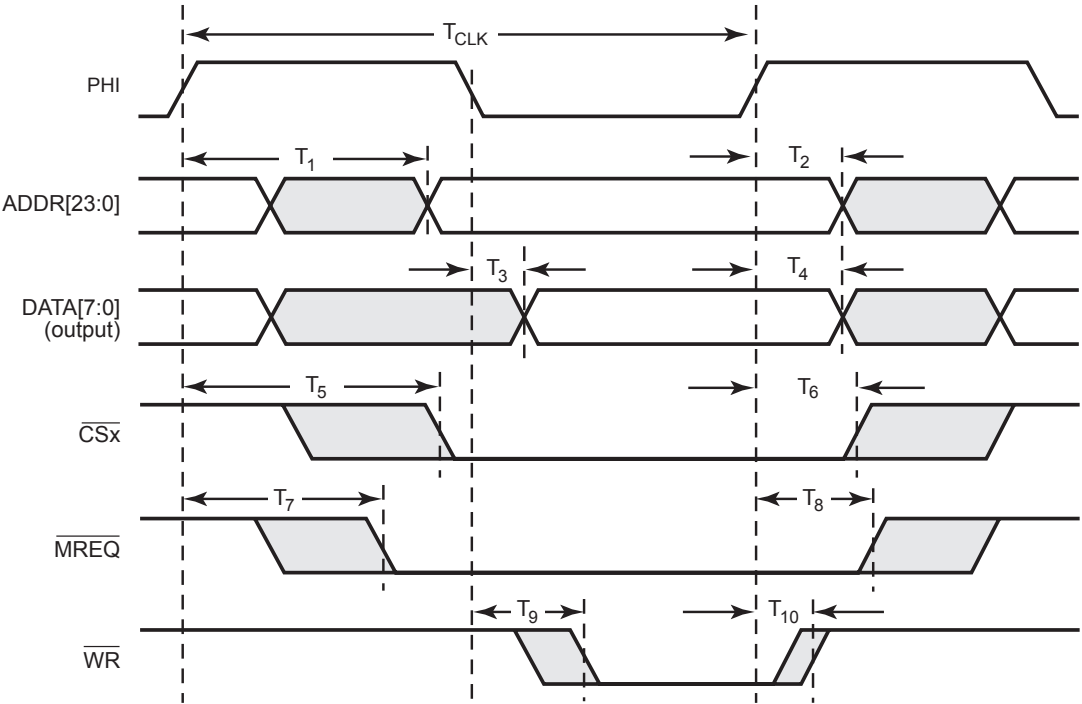 T_CLK
PHI
T_1
T_2
ADDR[23:0]
T_3
T_4
DATA[7:0]
(output)
T_5
T_6
CSx
T_7
T_8
MREQ
T_9
T_10
WR